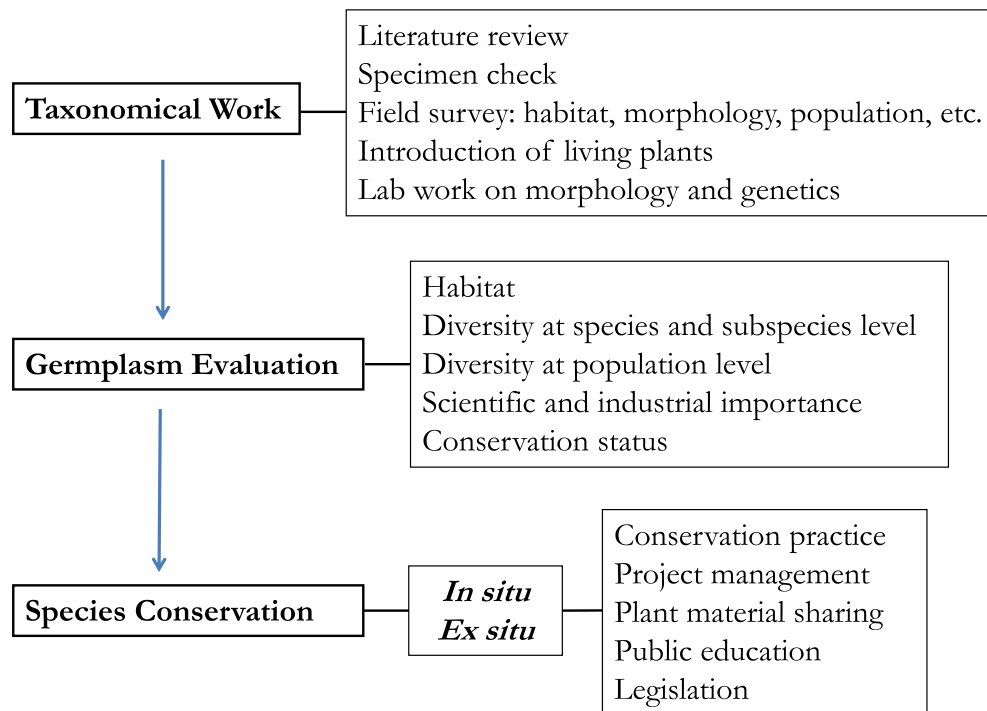 Taxonomical Work
Literature review
Specimen check
Field survey: habitat, morphology, population, etc.
Introduction of living plants
Lab work on morphology and genetics
Germplasm Evaluation
Habitat
Diversity at species and subspecies level
Diversity at population level
Scientific and industrial importance
Conservation status
Species Conservation
In situ
Ex situ
Conservation practice
Project management
Plant material sharing
Public education
Legislation